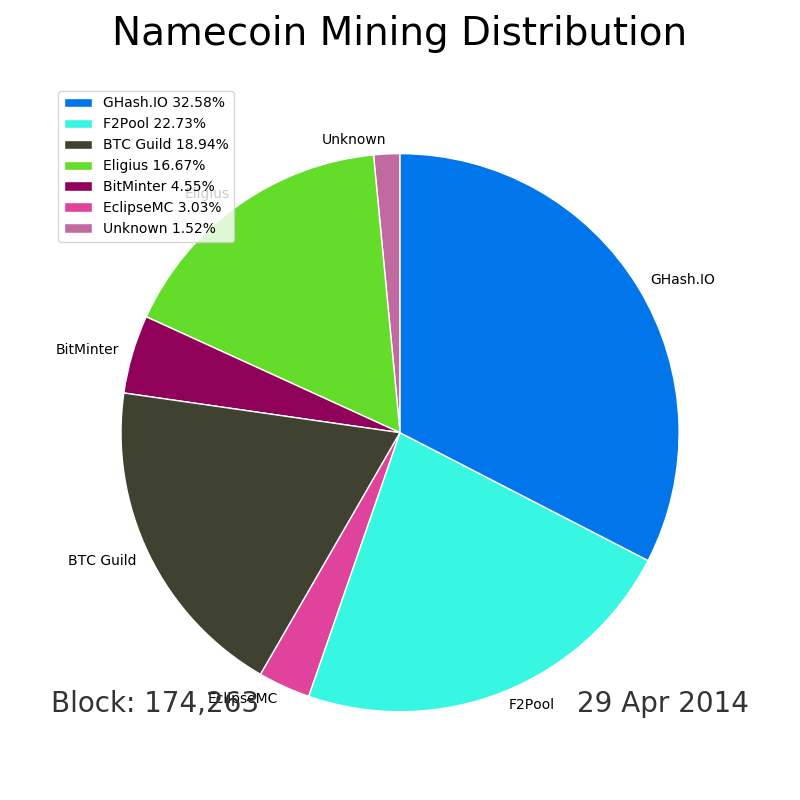 Namecoin Mining Distribution
GHash.IO 32.58%
F2Pool 22.73%
BTC Guild 18.94%
Eligius 16.67%
BitMinter 4.55%
EclipseMC 3.03%
Unknown 1.52%
Unknown
Eligius
GHash.IO
BitMinter
BTC Guild
EclipseMC
F2Pool
Block: 174,263
29 Apr 2014